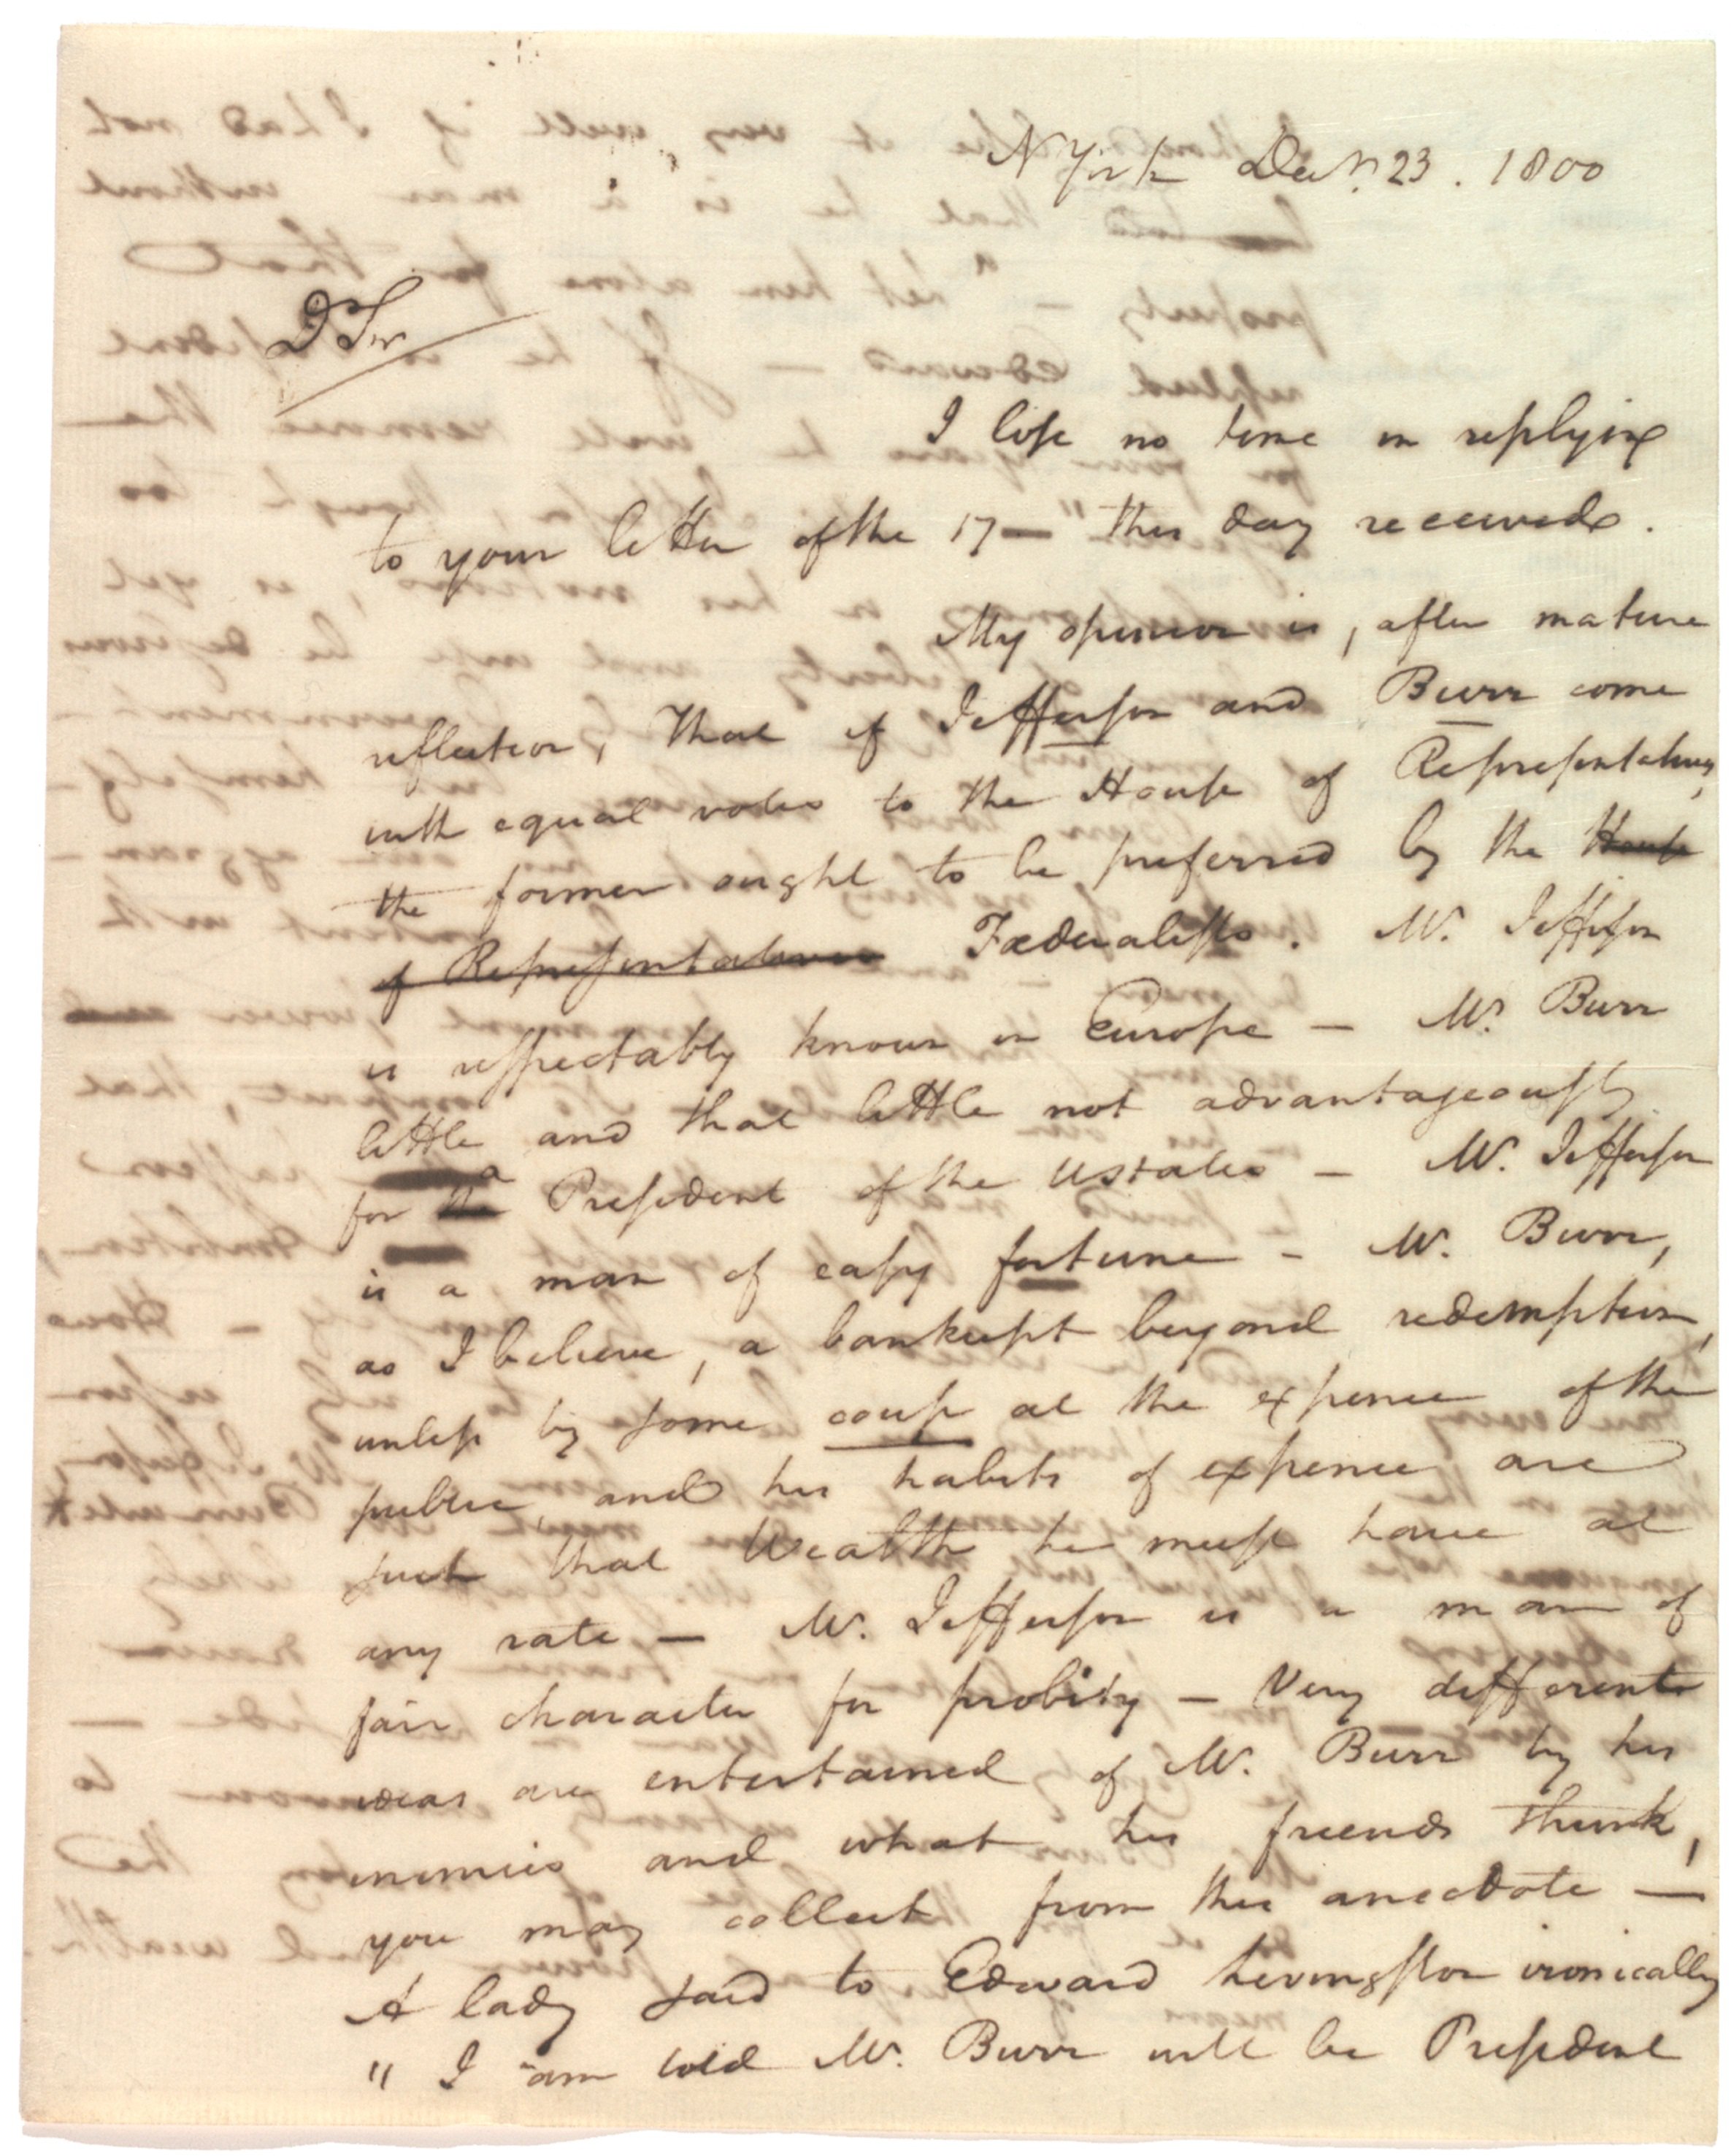 NYork Decr. 23. 1800
D Sir
I lose no time in replying
to your letter of the 17— this day received.
My opinion is, after mature
reflection, that if Jefferson and Burr come
with equal votes to the House of Representatives,
the former ought to be preferred by the House
of Representatives Fœderalists. Mr. Jefferson
is respectably known in Europe — Mr. Burr
little and that little not advantageously
for the a President of the UStates — Mr. Jefferson
is a man of easy fortune — Mr. Burr,
as I believe, a bankrupt beyond redemption,
unless by some coup at the expence of the
public, and his habits of expence are
such that Wealth he must have at
any rate — Mr. Jefferson is a man of
fair character for probity — Very different
ideas are entertained of Mr. Burr by his
enemies and what his friends think,
you may collect from this anecdote —
A lady said to Edward Livingston ironically
"I am told Mr. Burr will be President